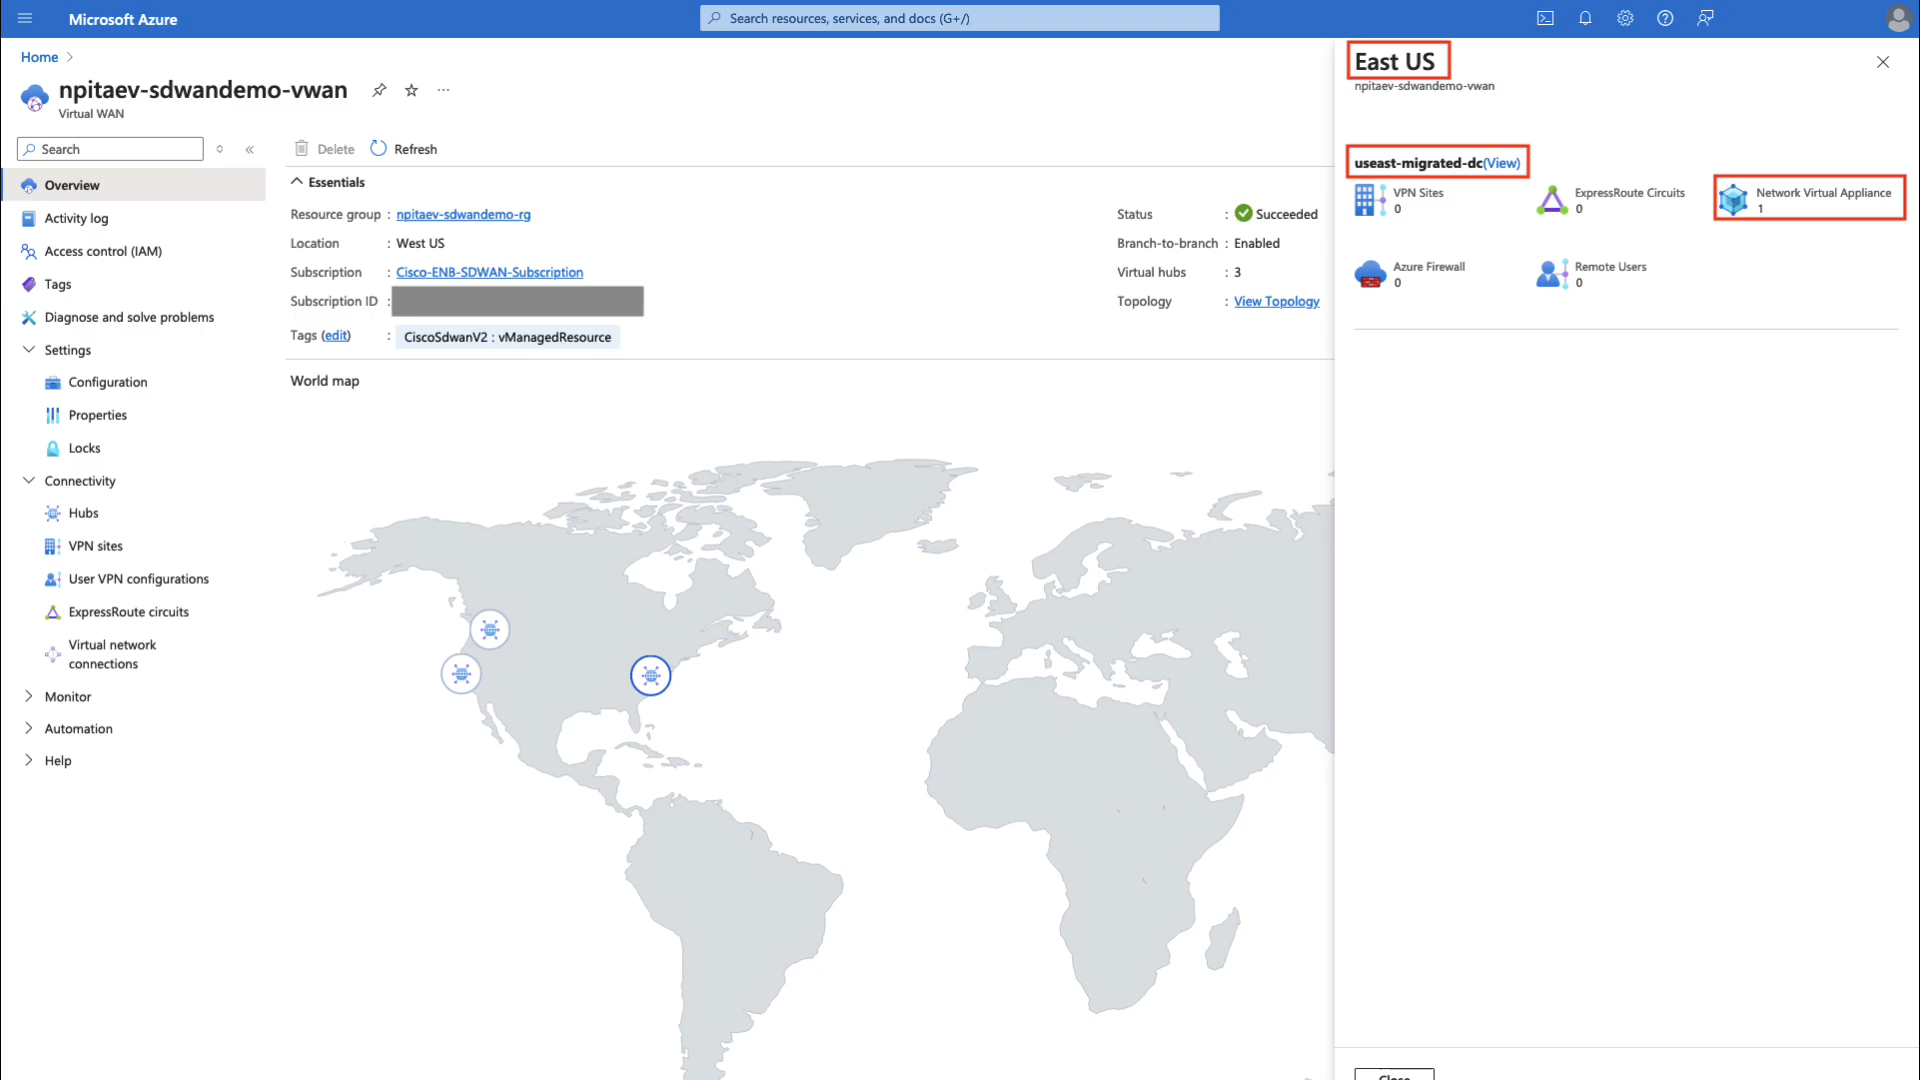 Microsoft Azure
Search resources, services, and docs (G+/)
Home
npitaev-sdwandemo-vwan
Virtual WAN
Search
Overview
Activity log
Access control (IAM)
Tags
Diagnose and solve problems
Settings
Configuration
Properties
Locks
Connectivity
Hubs
VPN sites
User VPN configurations
ExpressRoute circuits
Virtual network
connections
Monitor
Automation
Help
Delete
Refresh
Essentials
Resource group : npitaev-sdwandemo-rg
Location : West US
Subscription : Cisco-ENB-SDWAN-Subscription
Subscription ID :
Tags (edit) : CiscoSdwanV2 : vManagedResource
Status : Succeeded
Branch-to-branch : Enabled
Virtual hubs : 3
Topology : View Topology
World map
East US
npitaev-sdwandemo-vwan
useast-migrated-dc(View)
VPN Sites
0
ExpressRoute Circuits
0
Network Virtual Appliance
1
Azure Firewall
0
Remote Users
0
Close